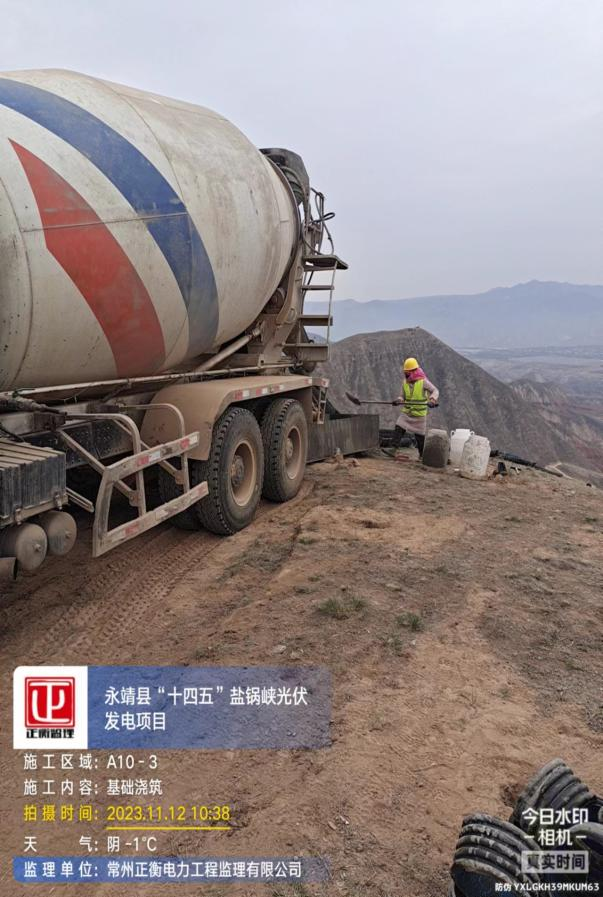 永靖县“十四五”盐锅峡光伏
发电项目
正衡管理
施工区域：A10-3
施工内容：基础浇筑
拍摄时间：2023.11.12 10:38
天 气：阴 -1℃
监理单位：常州正衡电力工程监理有限公司
今日水印
-相机-
真实时间
防伪 YXLGKH39MKUM63